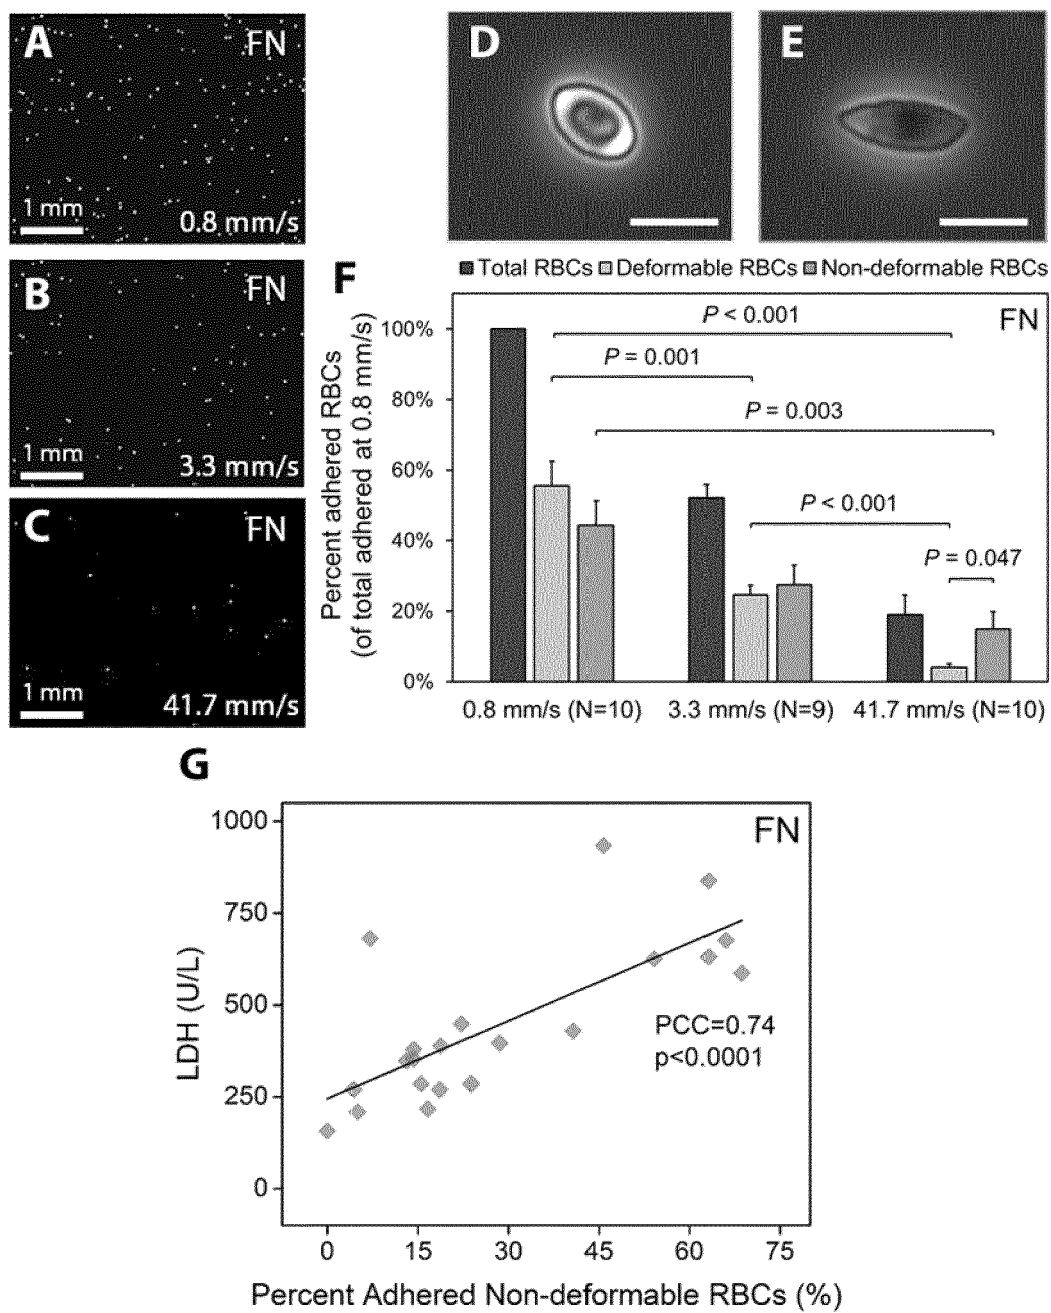 A
FN
1 mm
0.8 mm/s
B
FN
1 mm
3.3 mm/s
C
FN
1 mm
41.7 mm/s
D
E
F
Total RBCs Deformable RBCs Non-deformable RBCs
FN
Percent adhered RBCs
(of total adhered at 0.8 mm/s)
100%
80%
60%
40%
20%
0%
P < 0.001
P = 0.001
P = 0.003
P < 0.001
P = 0.047
0.8 mm/s (N=10) 3.3 mm/s (N=9) 41.7 mm/s (N=10)
G
FN
LDH (U/L)
1000
750
500
250
0
PCC=0.74
p<0.0001
0 15 30 45 60 75
Percent Adhered Non-deformable RBCs (%)